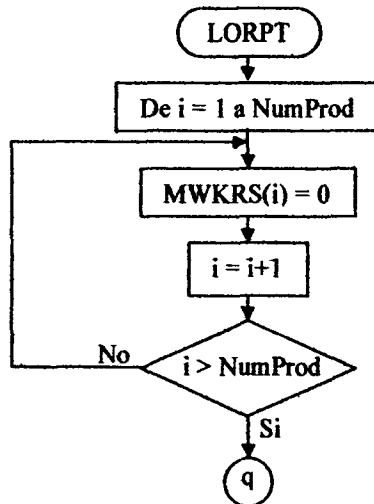 LORPT
De i = 1 a NumProd
MWKRS(i) = 0
i = i+1
i > NumProd
No
Si
q